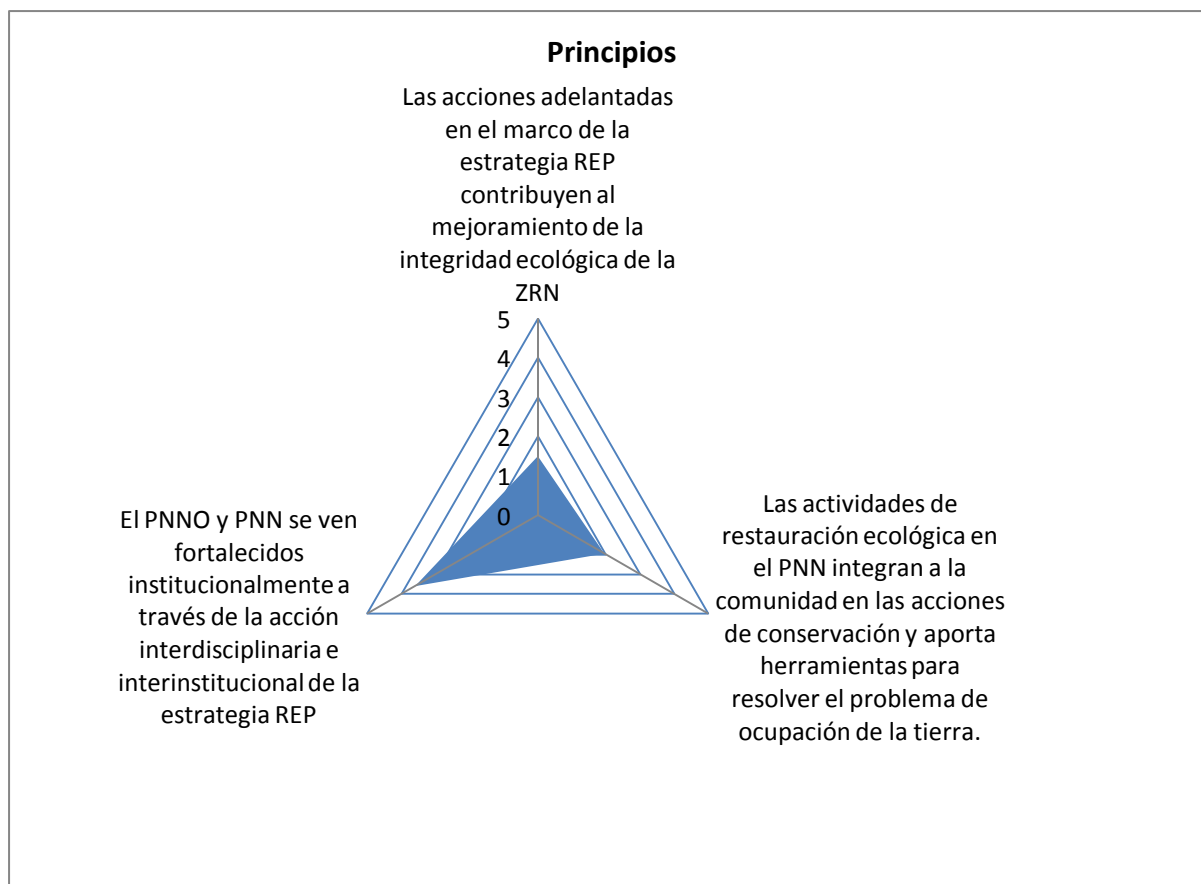 Principios
Las acciones adelantadas
en el marco de la
estrategia REP
contribuyen al
mejoramiento de la
integridad ecológica de la
ZRN
5
4
3
2
1
0
Las actividades de
restauración ecológica en
el PNN integran a la
comunidad en las acciones
de conservación y aporta
herramientas para
resolver el problema de
ocupación de la tierra.
El PNNO y PNN se ven
fortalecidos
institucionalmente a
través de la acción
interdisciplinaria e
interinstitucional de la
estrategia REP